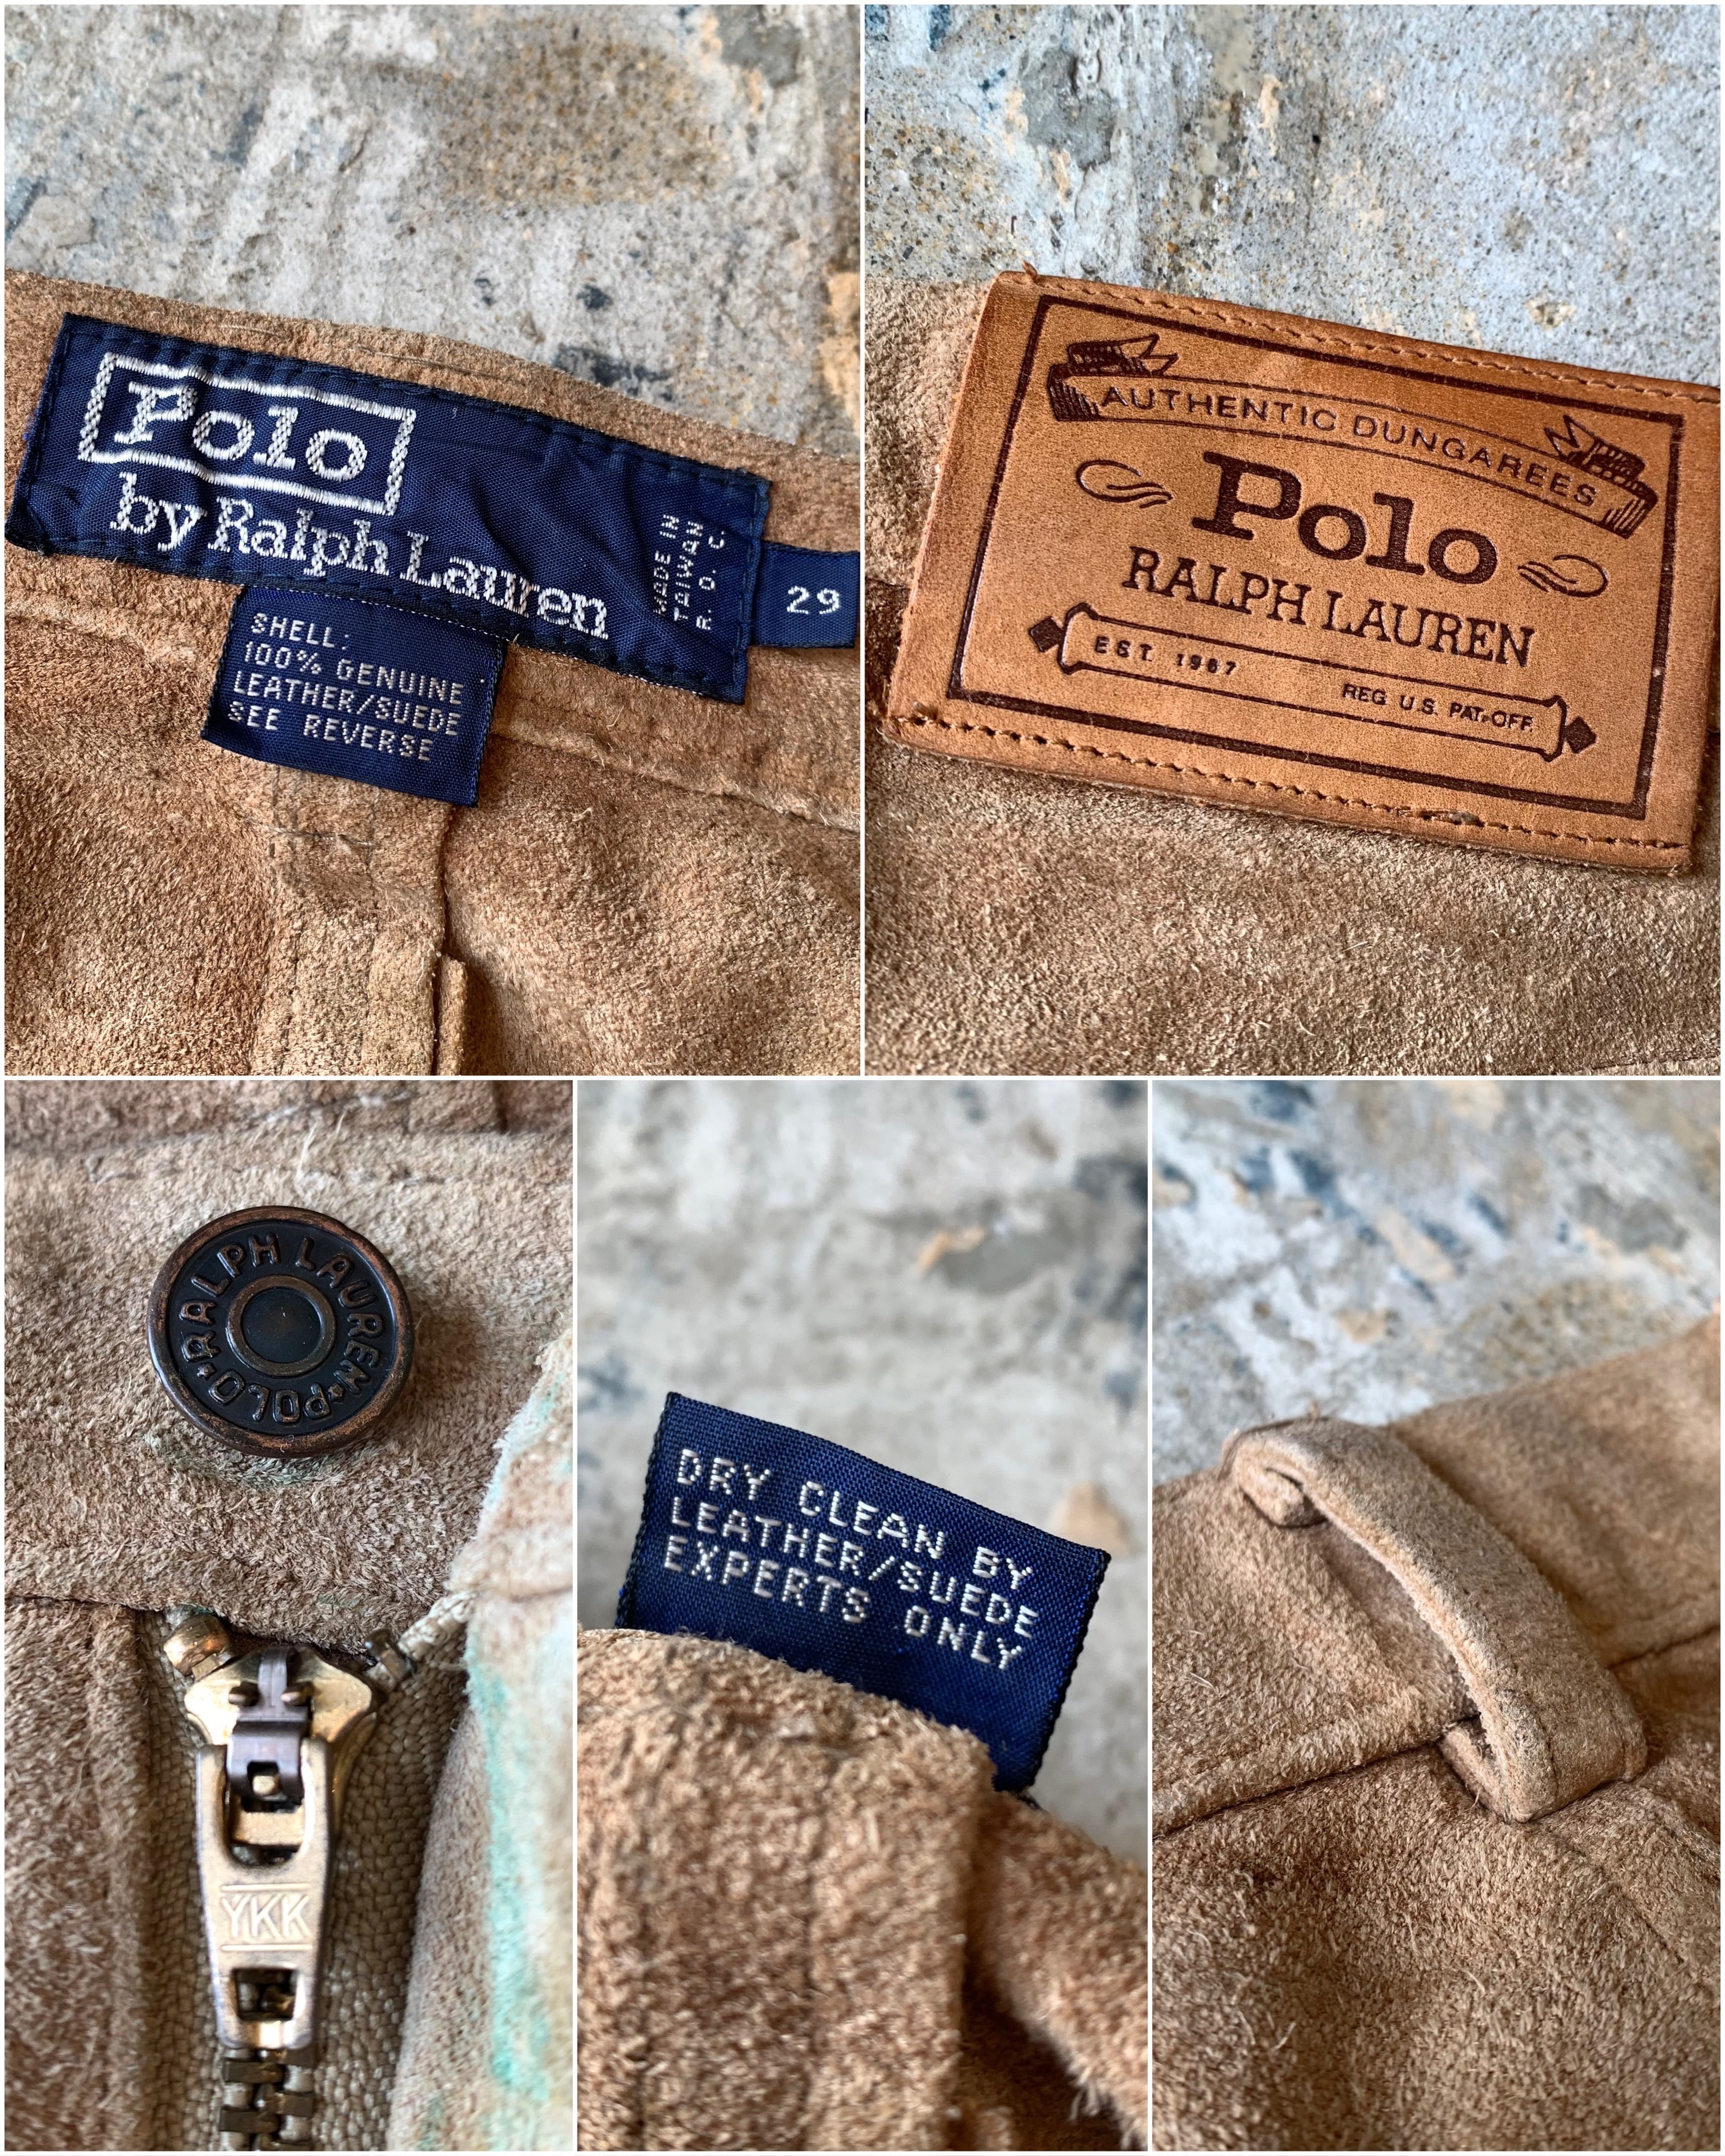 Polo
by Ralph Lauren
MADE IN
TAIWAN
R. O. C.
29
SHELL:
100% GENUINE
LEATHER/SUEDE
SEE REVERSE
AUTHENTIC DUNGAREES
Polo
RALPH LAUREN
EST. 1967
REG. U.S. PAT. OFF.
RALPH LAUREN
POLO
YKK
DRY CLEAN BY
LEATHER/SUEDE
EXPERTS ONLY